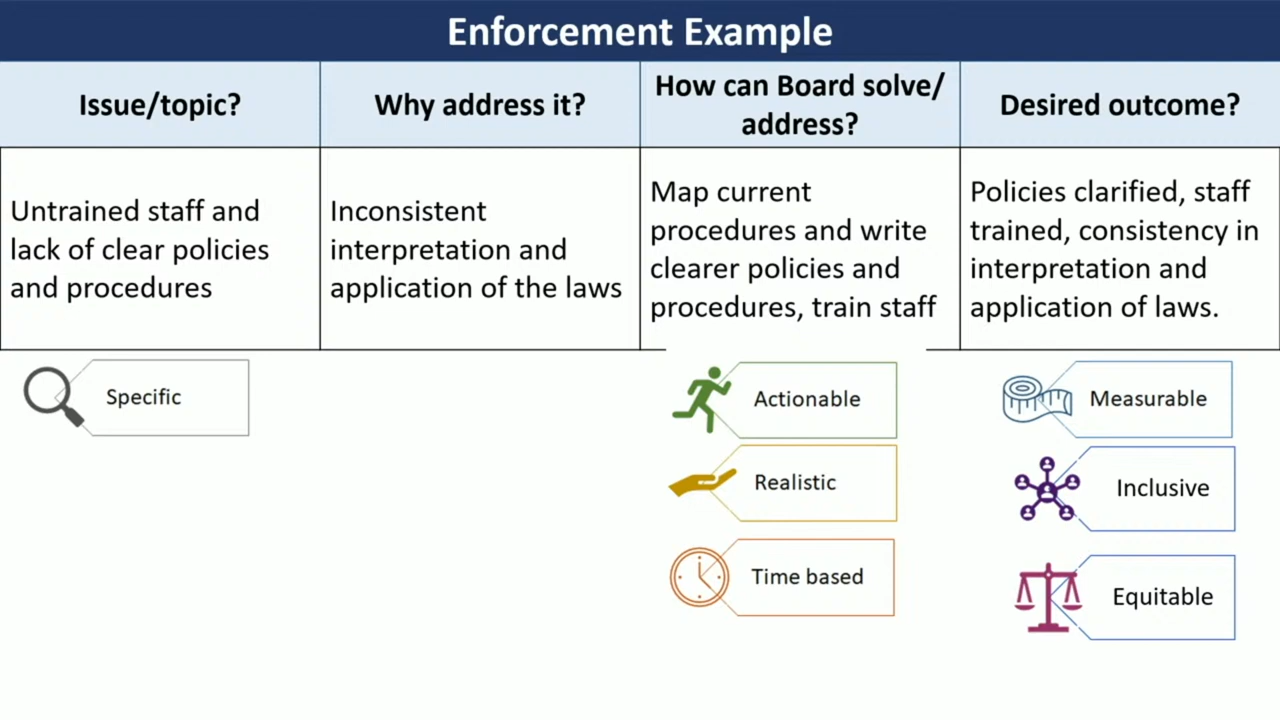 Enforcement Example
Issue/topic?
Why address it?
How can Board solve/
address?
Desired outcome?
Untrained staff and
lack of clear policies
and procedures
Inconsistent
interpretation and
application of the laws
Map current
procedures and write
clearer policies and
procedures, train staff
Policies clarified, staff
trained, consistency in
interpretation and
application of laws.
Specific
Actionable
Realistic
Time based
Measurable
Inclusive
Equitable